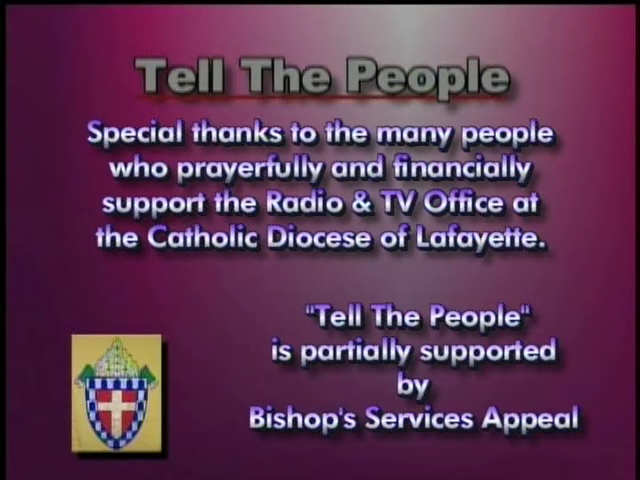 Tell The People
Special thanks to the many people
who prayerfully and financially
support the Radio & TV Office at
the Catholic Diocese of Lafayette.
"Tell The People"
is partially supported
by
Bishop's Services Appeal